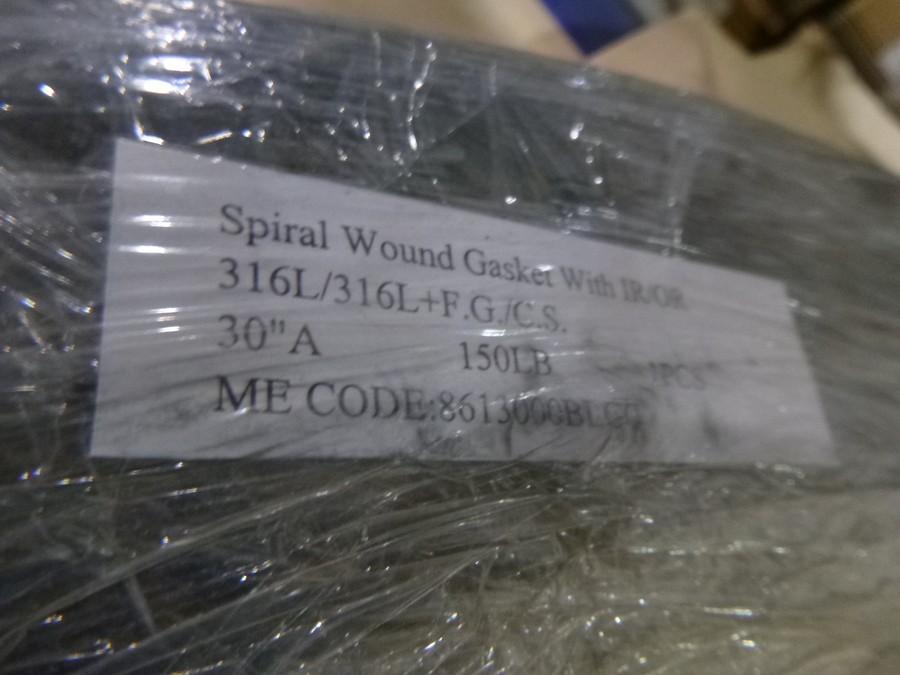 Spiral Wound Gasket With IR/OR
316L/316L+F.G./C.S.
30"A 150LB
ME CODE: